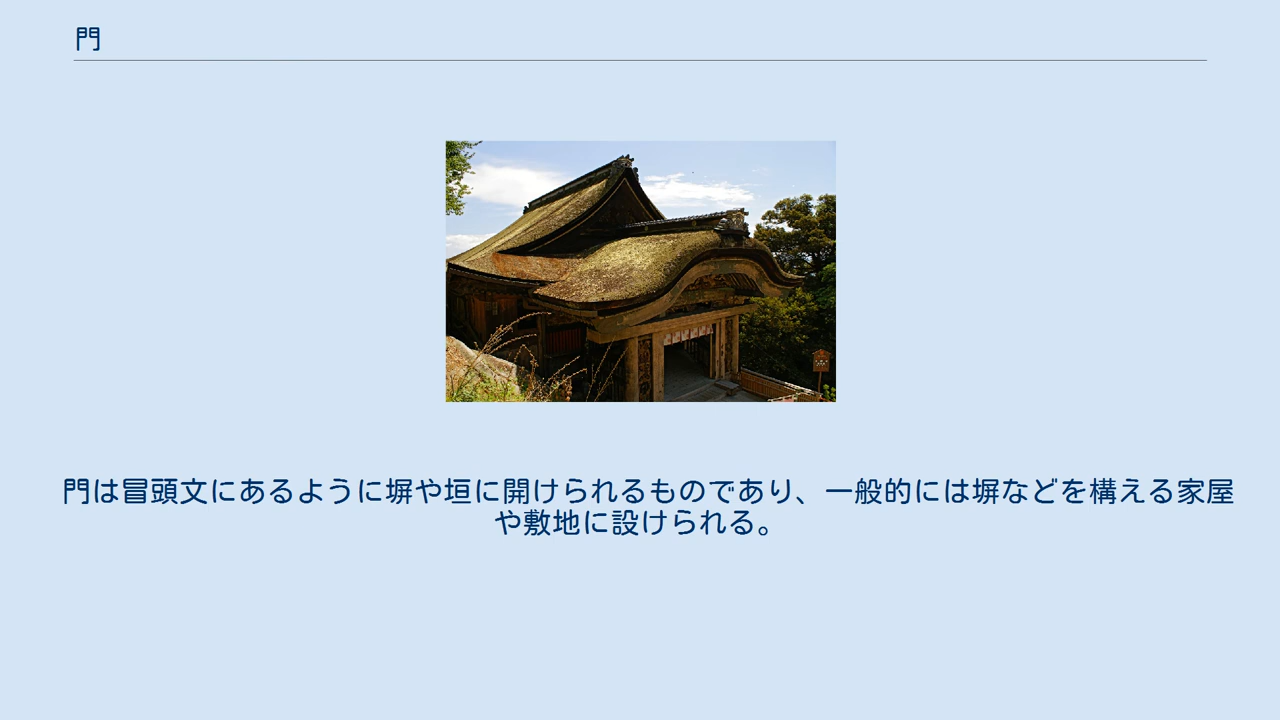 門
門は冒頭文にあるように塀や垣に開けられるものであり、一般的には塀などを構える家屋
や敷地に設けられる。